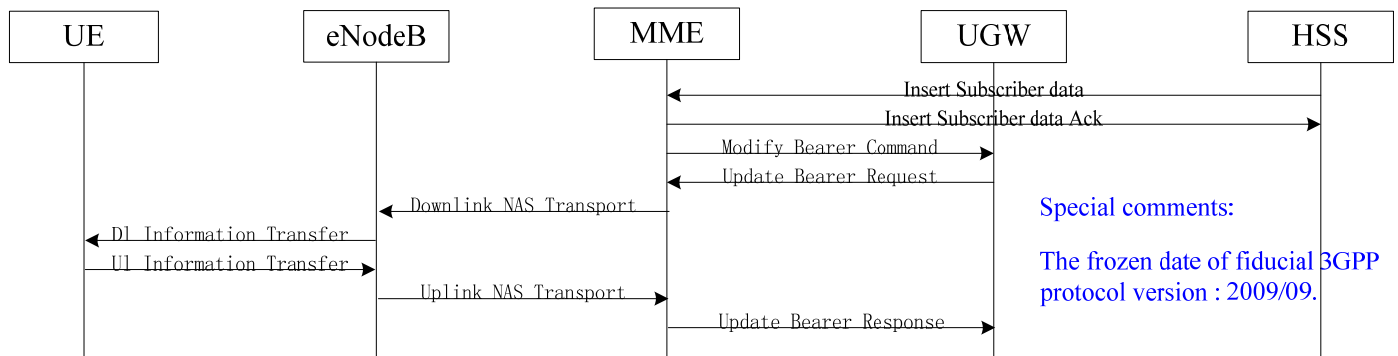 UE
eNodeB
MME
UGW
HSS
Insert Subscriber data
Insert Subscriber data Ack
Modify Bearer Command
Update Bearer Request
Downlink NAS Transport
Dl Information Transfer
Ul Information Transfer
Uplink NAS Transport
Update Bearer Response
Special comments:
The frozen date of fiducial 3GPP
protocol version : 2009/09.